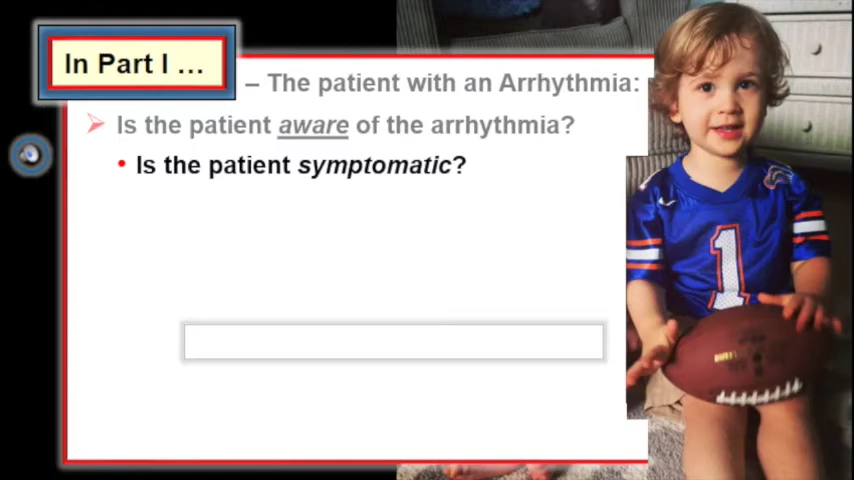 In Part I …
– The patient with an Arrhythmia:
Is the patient aware of the arrhythmia?
• Is the patient symptomatic?
1